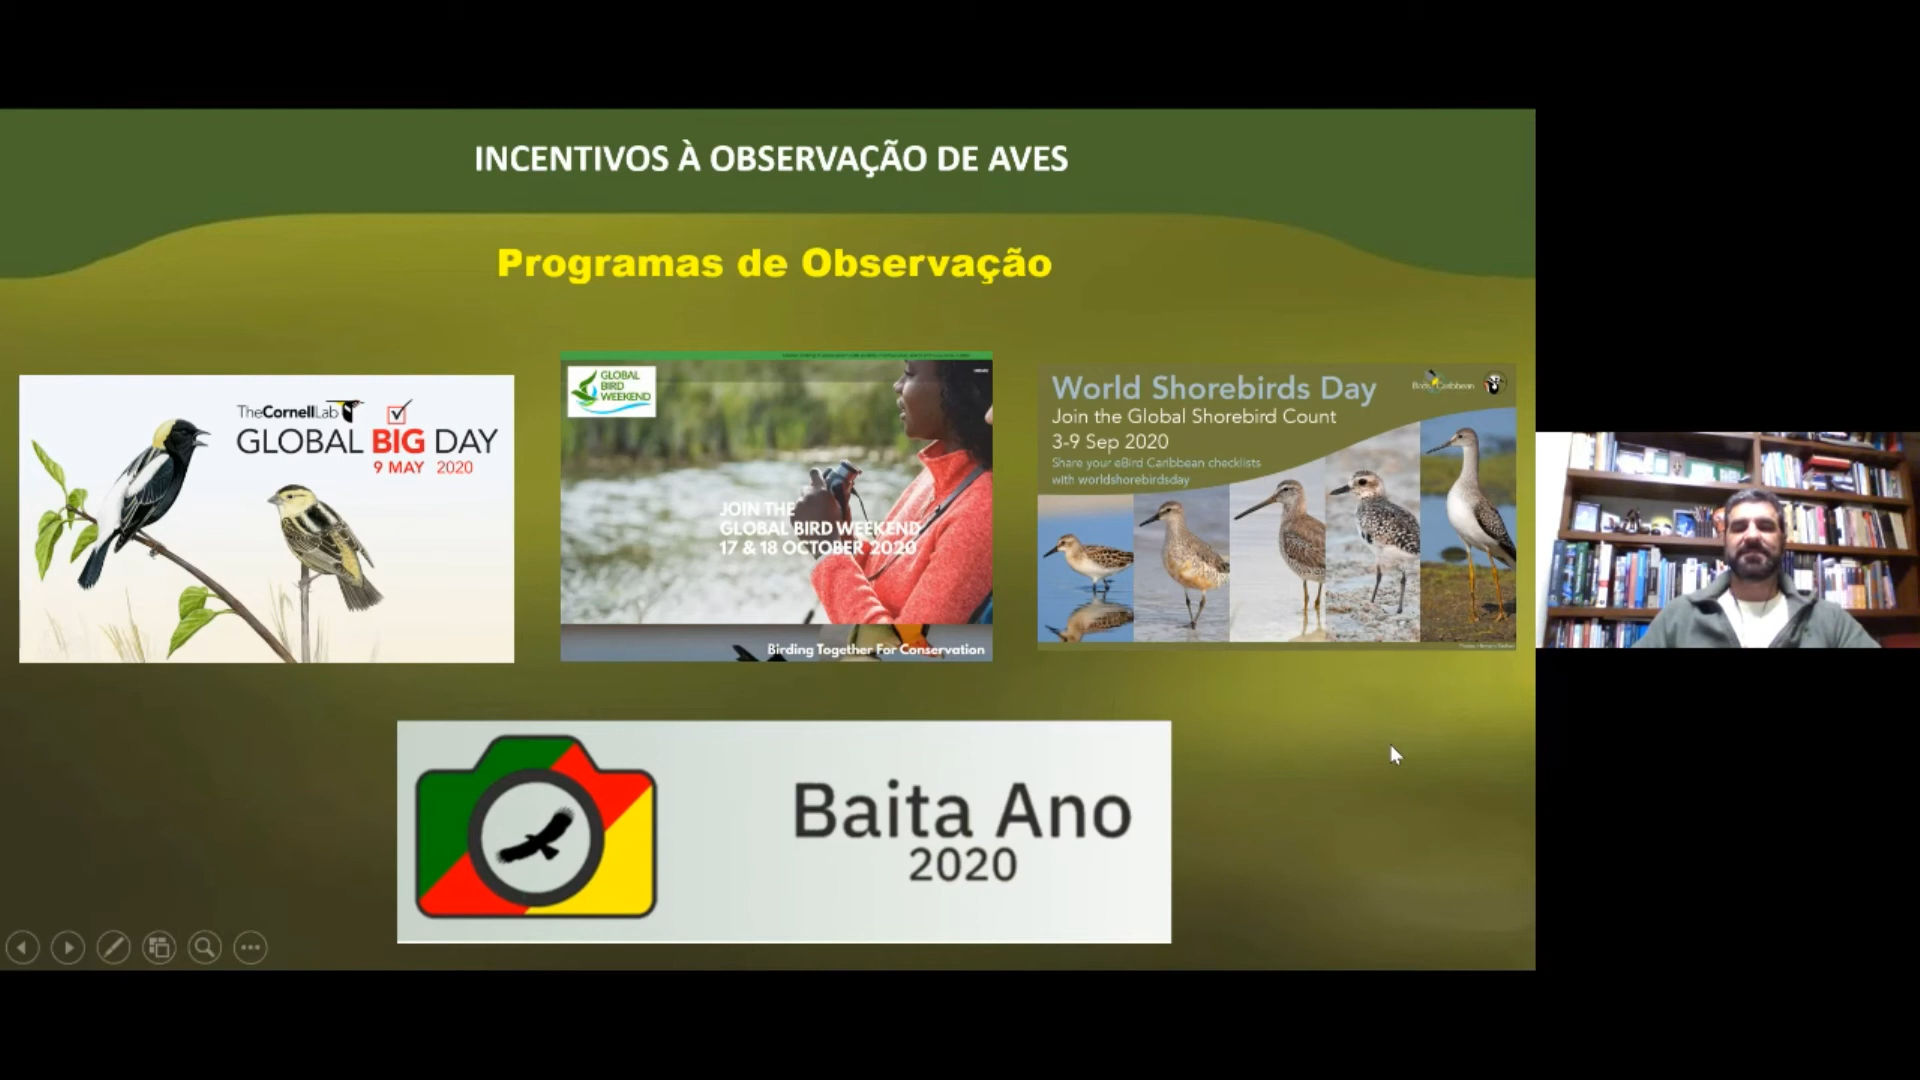 INCENTIVOS À OBSERVAÇÃO DE AVES
Programas de Observação
TheCornellLab
GLOBAL BIG DAY
9 MAY 2020
GLOBAL
BIRD
WEEKEND
JOIN THE
GLOBAL BIRD WEEKEND
17 & 18 OCTOBER 2020
Birding Together For Conservation
World Shorebirds Day
Join the Global Shorebird Count
3-9 Sep 2020
Share your eBird Caribbean checklists
with worldshorebirdsday
Baita Ano
2020